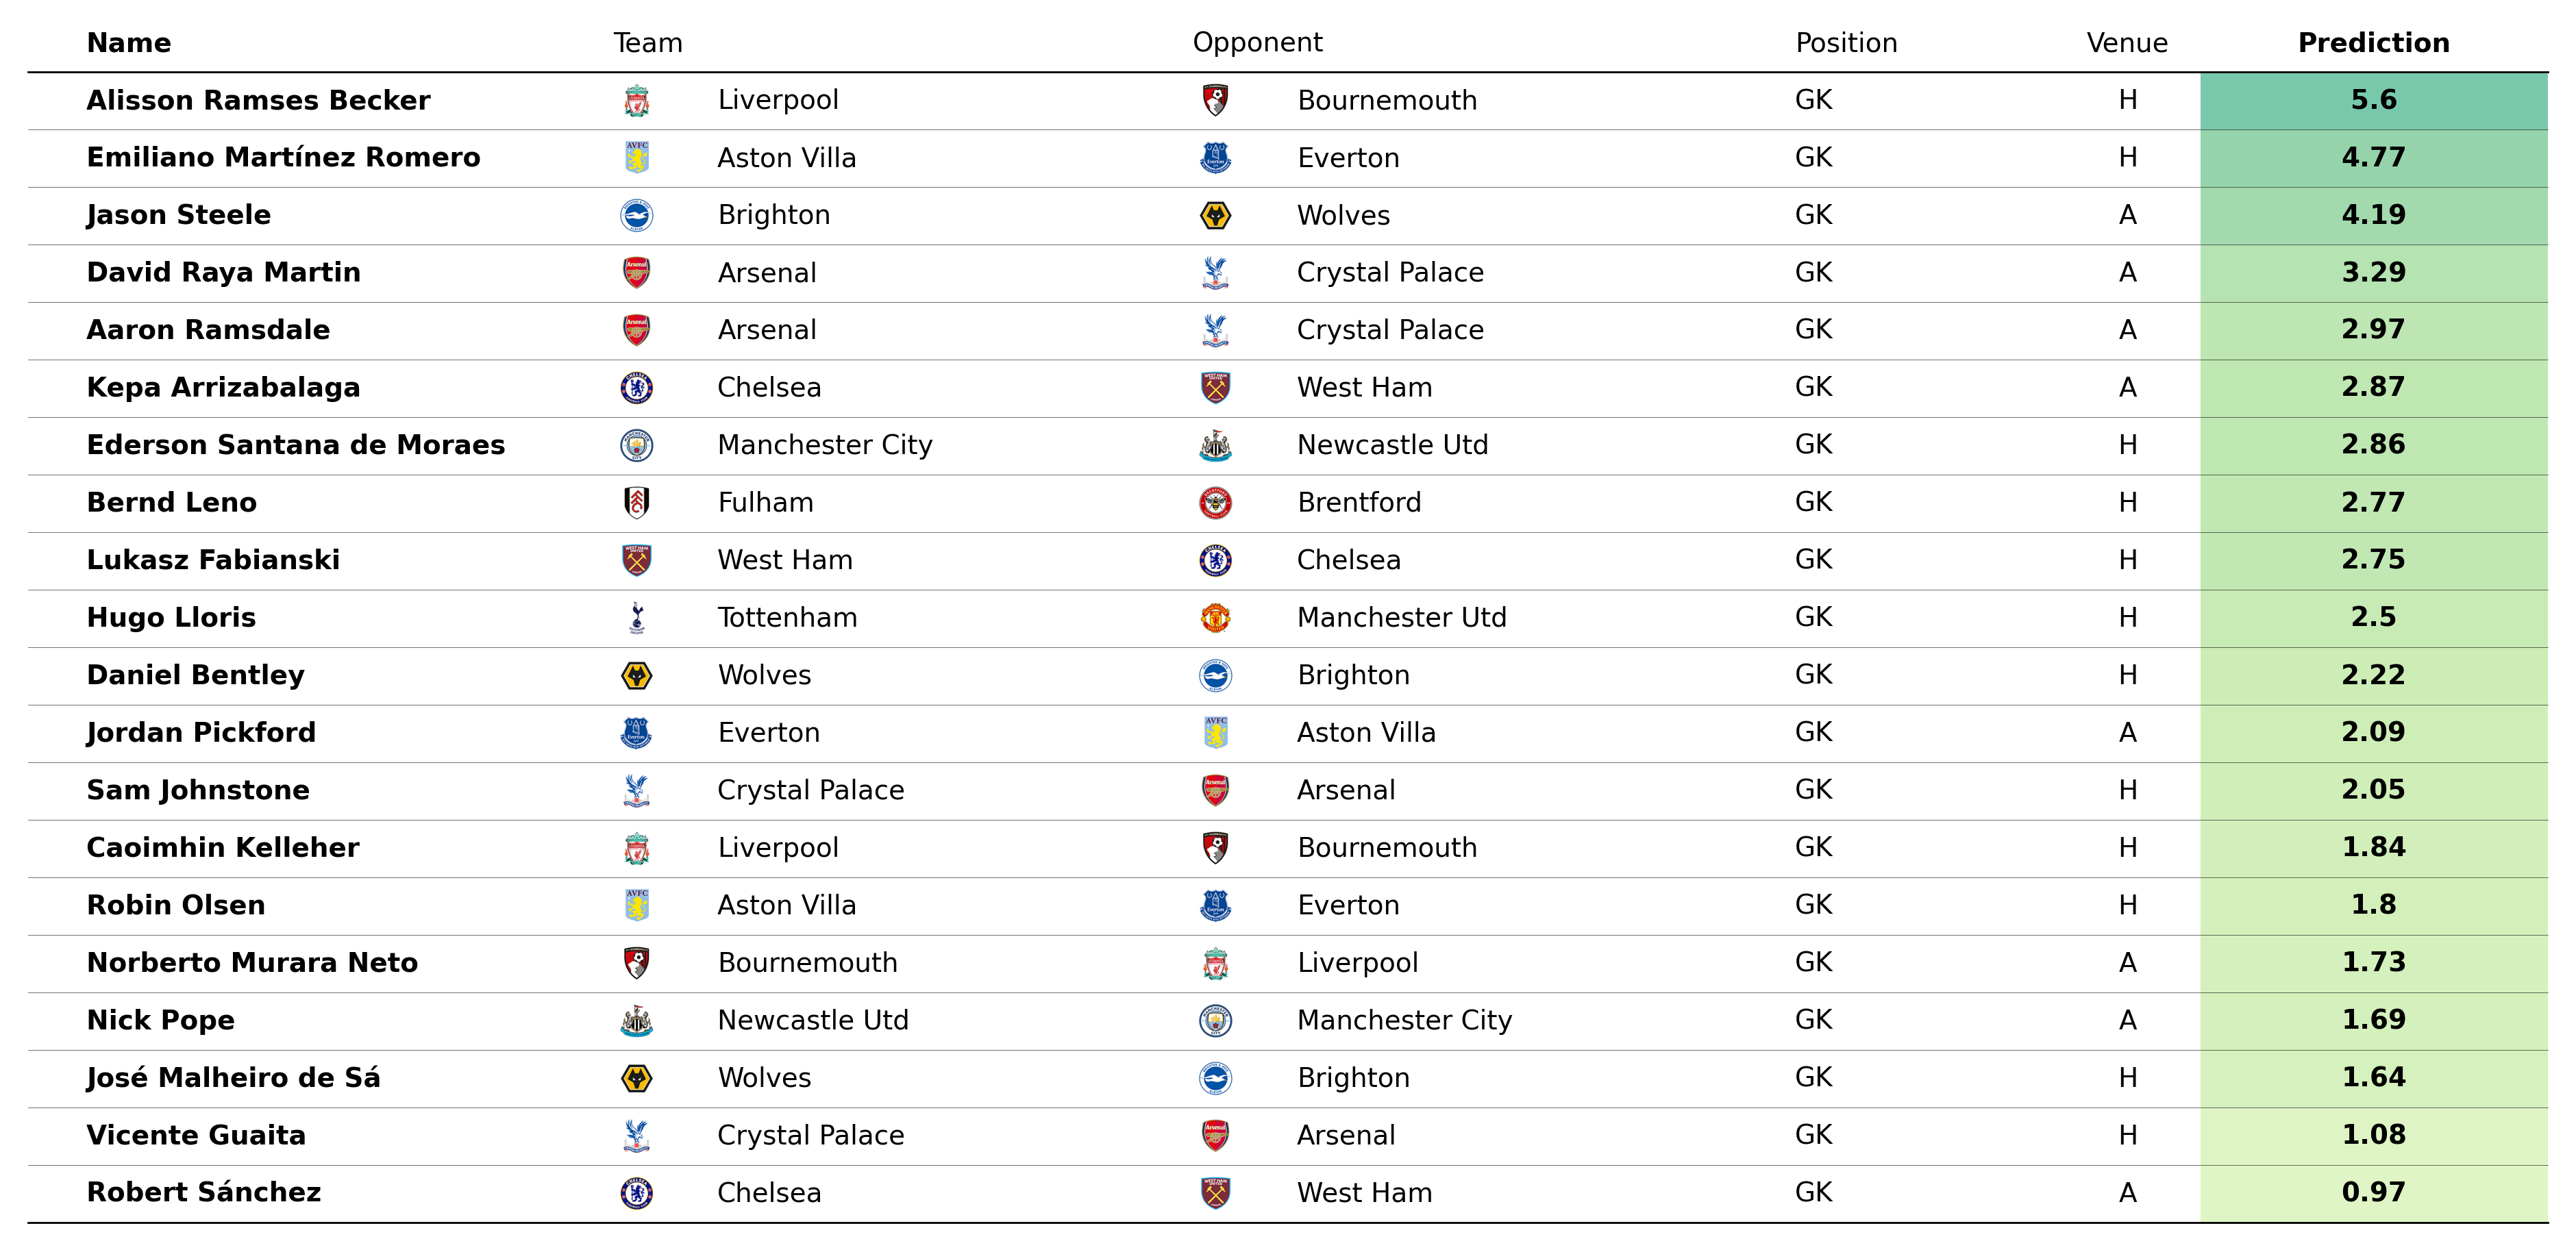 Name Team Opponent Position Venue Prediction
Alisson Ramses Becker Liverpool Bournemouth GK H 5.6
Emiliano Martínez Romero Aston Villa Everton GK H 4.77
Jason Steele Brighton Wolves GK A 4.19
David Raya Martin Arsenal Crystal Palace GK A 3.29
Aaron Ramsdale Arsenal Crystal Palace GK A 2.97
Kepa Arrizabalaga Chelsea West Ham GK A 2.87
Ederson Santana de Moraes Manchester City Newcastle Utd GK H 2.86
Bernd Leno Fulham Brentford GK H 2.77
Lukasz Fabianski West Ham Chelsea GK H 2.75
Hugo Lloris Tottenham Manchester Utd GK H 2.5
Daniel Bentley Wolves Brighton GK H 2.22
Jordan Pickford Everton Aston Villa GK A 2.09
Sam Johnstone Crystal Palace Arsenal GK H 2.05
Caoimhin Kelleher Liverpool Bournemouth GK H 1.84
Robin Olsen Aston Villa Everton GK H 1.8
Norberto Murara Neto Bournemouth Liverpool GK A 1.73
Nick Pope Newcastle Utd Manchester City GK A 1.69
José Malheiro de Sá Wolves Brighton GK H 1.64
Vicente Guaita Crystal Palace Arsenal GK H 1.08
Robert Sánchez Chelsea West Ham GK A 0.97